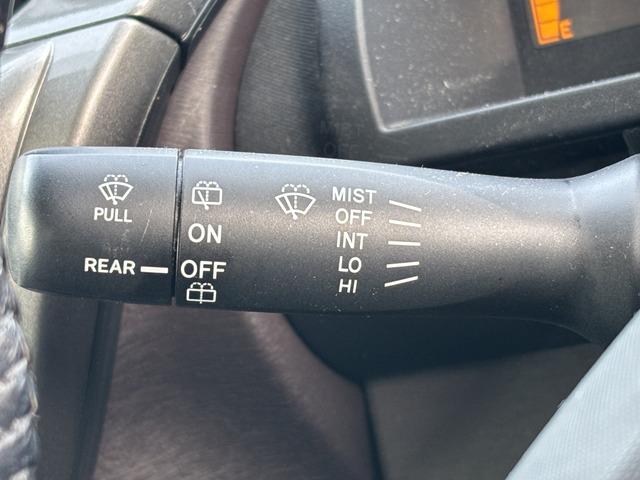 PULL
REAR
ON
OFF
MIST
OFF
INT
LO
HI
E